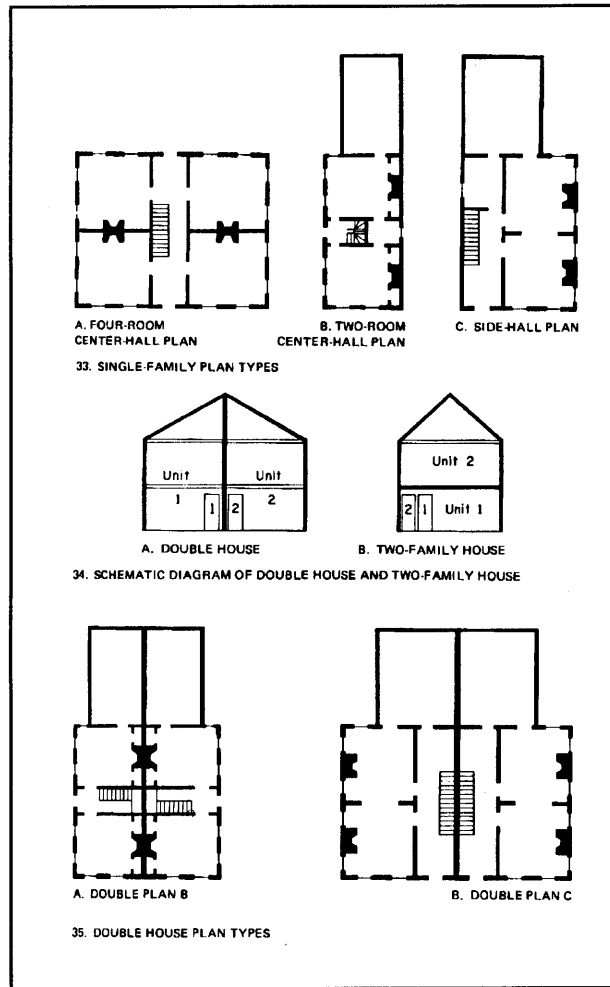 A. FOUR-ROOM
CENTER-HALL PLAN
B. TWO-ROOM
CENTER-HALL PLAN
C. SIDE-HALL PLAN
33. SINGLE-FAMILY PLAN TYPES
Unit
1
1
2
Unit
2
Unit 2
2
1
Unit 1
A. DOUBLE HOUSE
B. TWO-FAMILY HOUSE
34. SCHEMATIC DIAGRAM OF DOUBLE HOUSE AND TWO-FAMILY HOUSE
A. DOUBLE PLAN B
B. DOUBLE PLAN C
35. DOUBLE HOUSE PLAN TYPES